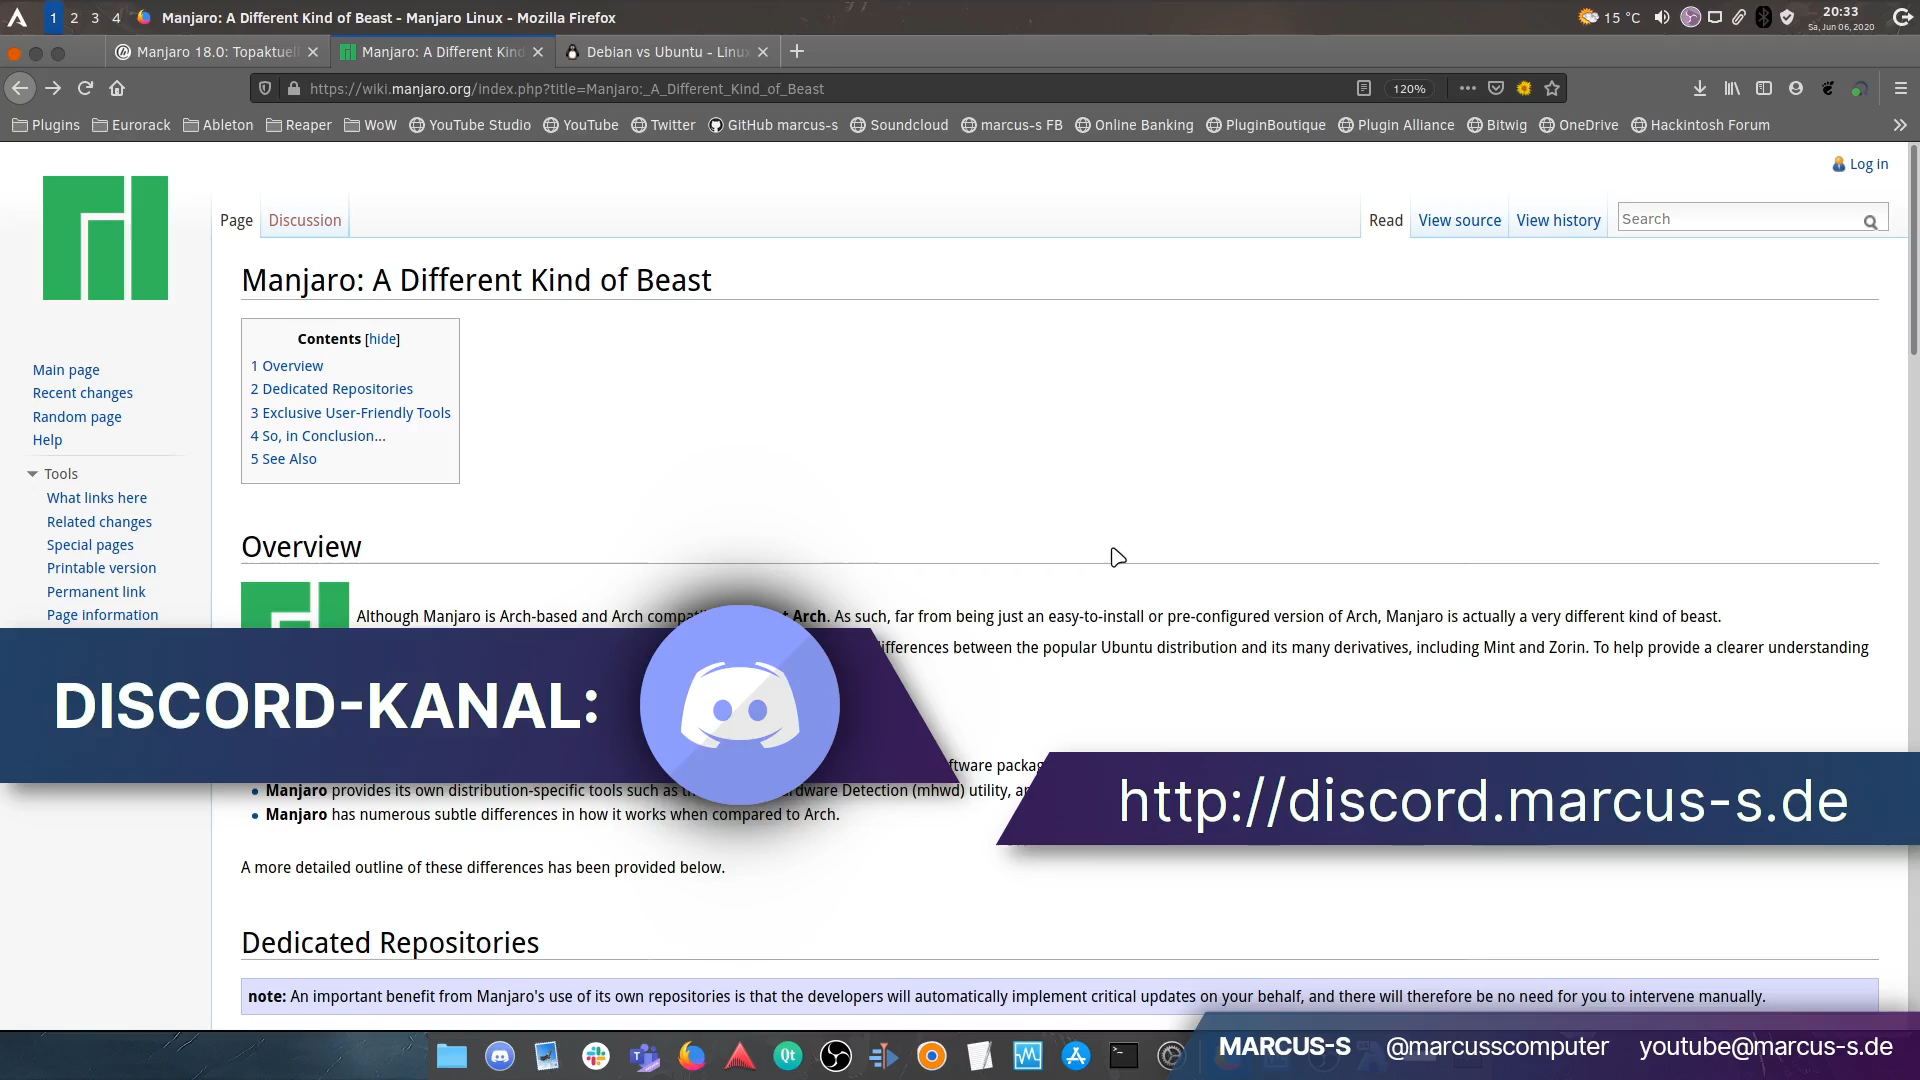 1 2 3 4 Manjaro: A Different Kind of Beast - Manjaro Linux - Mozilla Firefox
15 °C
20:33
Sa, Jun 06, 2020
Manjaro 18.0: Topaktuell
Manjaro: A Different Kind
Debian vs Ubuntu - Linux
https://wiki.manjaro.org/index.php?title=Manjaro:_A_Different_Kind_of_Beast
120%
Plugins Eurorack Ableton Reaper WoW YouTube Studio YouTube Twitter GitHub marcus-s Soundcloud marcus-s FB Online Banking PluginBoutique Plugin Alliance Bitwig OneDrive Hackintosh Forum
Log in
Page Discussion
Read View source View history
Search
Manjaro: A Different Kind of Beast
Contents [hide]
1 Overview
2 Dedicated Repositories
3 Exclusive User-Friendly Tools
4 So, in Conclusion...
5 See Also
Main page
Recent changes
Random page
Help
Tools
What links here
Related changes
Special pages
Printable version
Permanent link
Page information
Overview
Although Manjaro is Arch-based and Arch compati Arch. As such, far from being just an easy-to-install or pre-configured version of Arch, Manjaro is actually a very different kind of beast.
ifferences between the popular Ubuntu distribution and its many derivatives, including Mint and Zorin. To help provide a clearer understanding
DISCORD-KANAL:
ftware packag
Manjaro provides its own distribution-specific tools such as th dware Detection (mhwd) utility, an
Manjaro has numerous subtle differences in how it works when compared to Arch.
http://discord.marcus-s.de
A more detailed outline of these differences has been provided below.
Dedicated Repositories
note: An important benefit from Manjaro's use of its own repositories is that the developers will automatically implement critical updates on your behalf, and there will therefore be no need for you to intervene manually.
Qt
MARCUS-S @marcusscomputer youtube@marcus-s.de